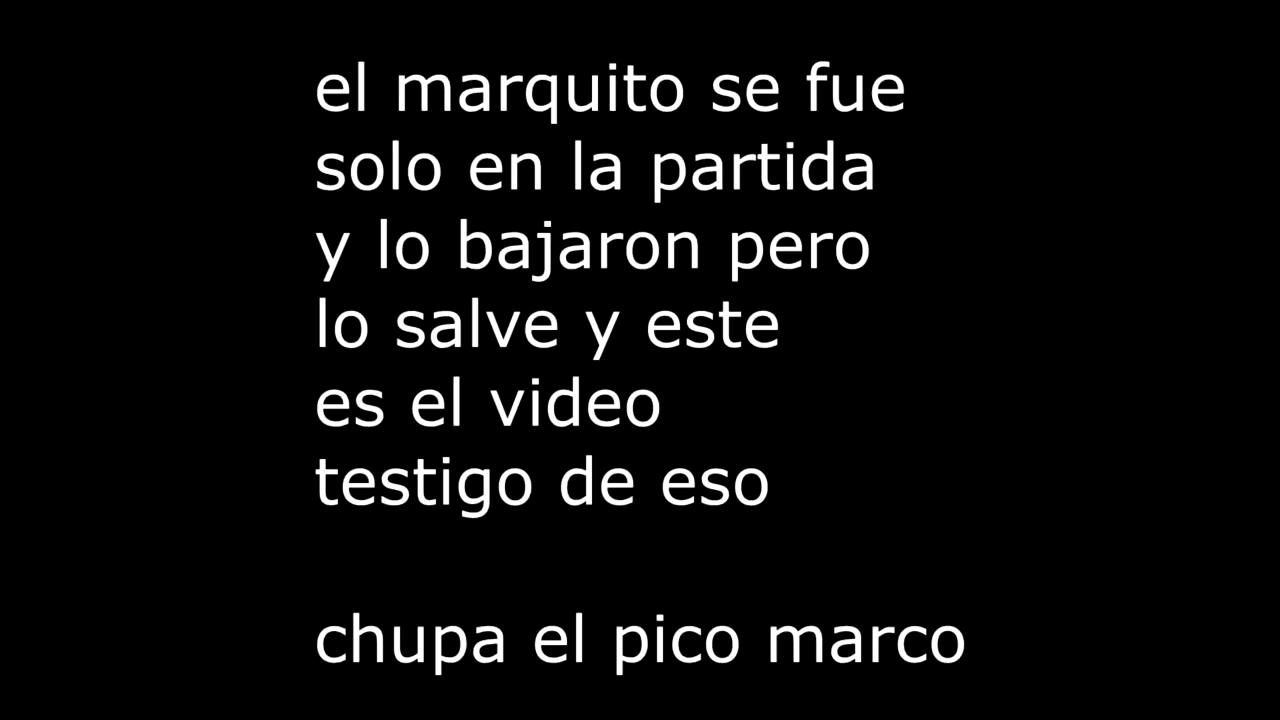 el marquito se fue
solo en la partida
y lo bajaron pero
lo salve y este
es el video
testigo de eso
chupa el pico marco